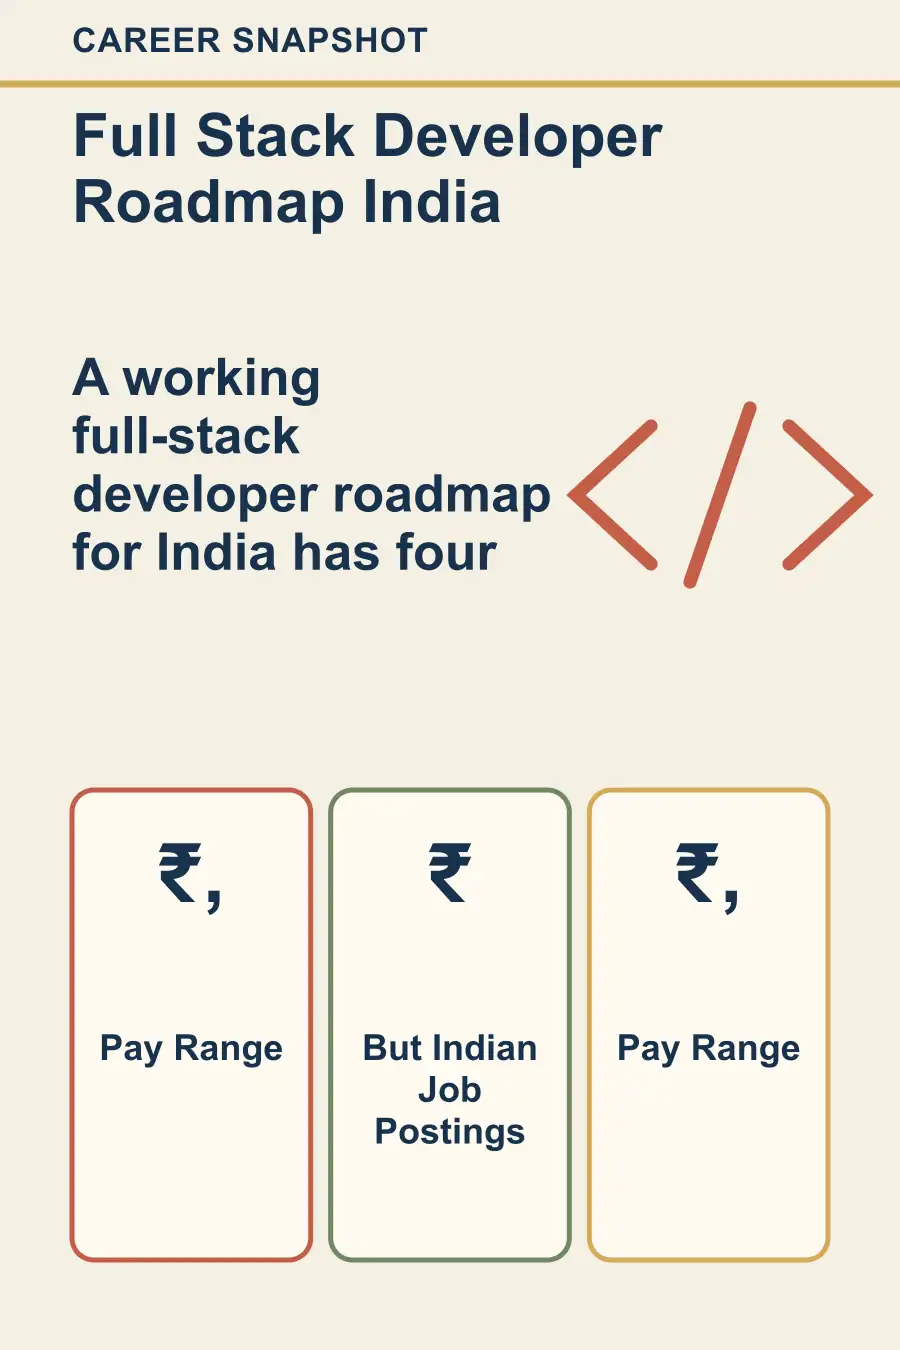 CAREER SNAPSHOT
Full Stack Developer
Roadmap India
A working
full-stack
developer roadmap
for India has four
</>
₹,
Pay Range
₹
But Indian
Job
Postings
₹,
Pay Range